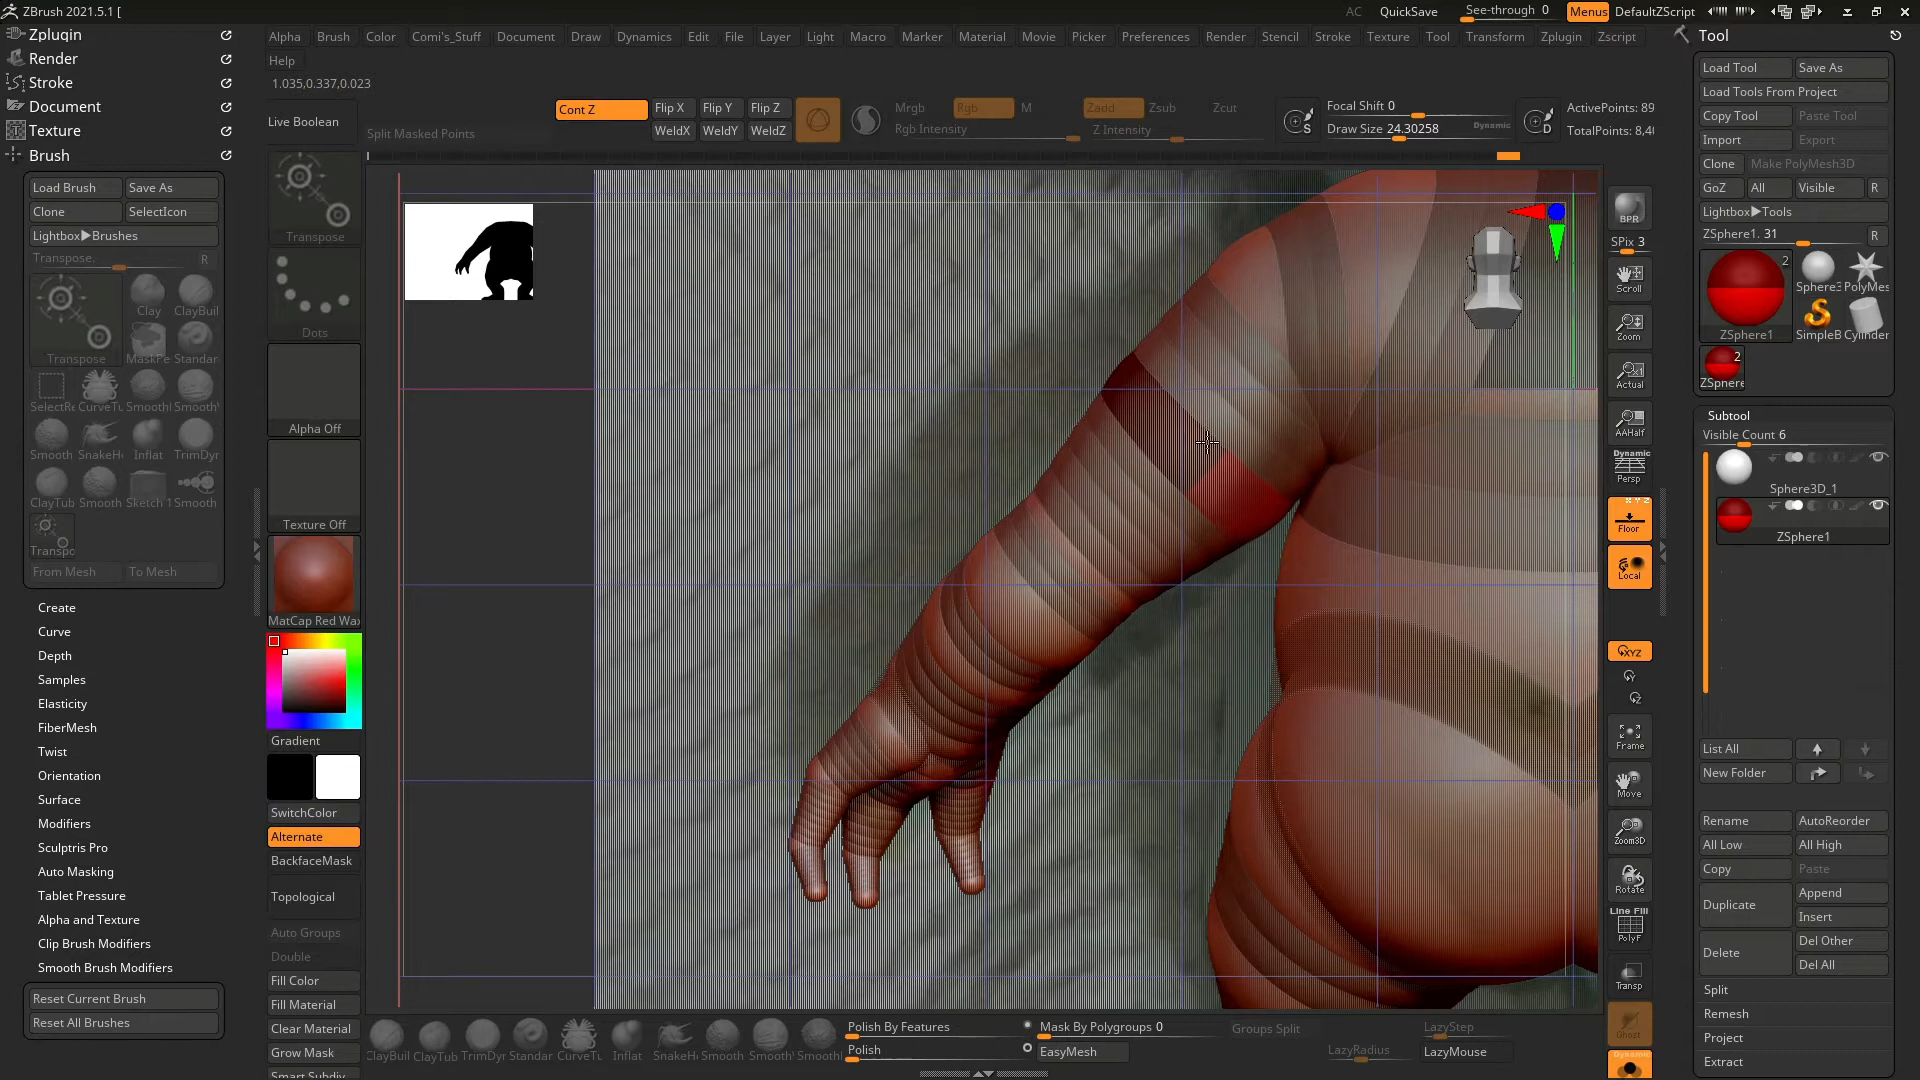 ZBrush 2021.5.1 [
AC
QuickSave
See-through 0
Menus
DefaultZScript
Zplugin
Render
Stroke
Document
Texture
Brush
Alpha
Brush
Color
Comi's_Stuff
Document
Draw
Dynamics
Edit
File
Layer
Light
Macro
Marker
Material
Movie
Picker
Preferences
Render
Stencil
Stroke
Texture
Tool
Transform
Zplugin
Zscript
Help
1.035,0.337,0.023
Live Boolean
Split Masked Points
Cont Z
Flip X
Flip Y
Flip Z
WeldX
WeldY
WeldZ
Mrgb
Rgb
M
Rgb Intensity
Zadd
Zsub
Zcut
Z Intensity
S
Focal Shift 0
Draw Size 24.30258
Dynamic
D
ActivePoints: 89
TotalPoints: 8,4
Load Brush
Save As
Clone
SelectIcon
Lightbox▶Brushes
Transpose.
R
Transpose
Clay
ClayBuil
MaskPe
Standar
SelectRe
CurveTu
Smooth
Smooth
Smooth
SnakeH
Inflat
TrimDyr
ClayTub
Smooth
Sketch 1
Smooth
Transpo
From Mesh
To Mesh
Create
Curve
Depth
Samples
Elasticity
FiberMesh
Twist
Orientation
Surface
Modifiers
Sculptris Pro
Auto Masking
Tablet Pressure
Alpha and Texture
Clip Brush Modifiers
Smooth Brush Modifiers
Reset Current Brush
Reset All Brushes
Transpose
Dots
Alpha Off
Texture Off
MatCap Red Wax
Gradient
SwitchColor
Alternate
BackfaceMask
Topological
Auto Groups
Double
Fill Color
Fill Material
Clear Material
Grow Mask
Smart Subdiv
ClayBuil
ClayTub
TrimDyr
Standar
CurveTu
Inflat
SnakeH
Smooth
Smooth
Smooth
Polish By Features
Polish
Mask By Polygroups 0
EasyMesh
Groups Split
LazyStep
LazyRadius
LazyMouse
BPR
SPix 3
Scroll
Zoom
Actual
AAHalf
Dynamic
Persp
X Y Z
Floor
Local
XYZ
Y
Z
Frame
Move
Zoom3D
Rotate
Line Fill
PolyF
Transp
Ghost
Dynamic
Tool
Load Tool
Save As
Load Tools From Project
Copy Tool
Paste Tool
Import
Export
Clone
Make PolyMesh3D
GoZ
All
Visible
R
Lightbox▶Tools
ZSphere1. 31
R
2
ZSphere1
Sphere3
PolyMes
SimpleB
Cylinder
2
ZSphere
Subtool
Visible Count 6
Sphere3D_1
ZSphere1
List All
New Folder
Rename
AutoReorder
All Low
All High
Copy
Paste
Duplicate
Append
Insert
Delete
Del Other
Del All
Split
Remesh
Project
Extract